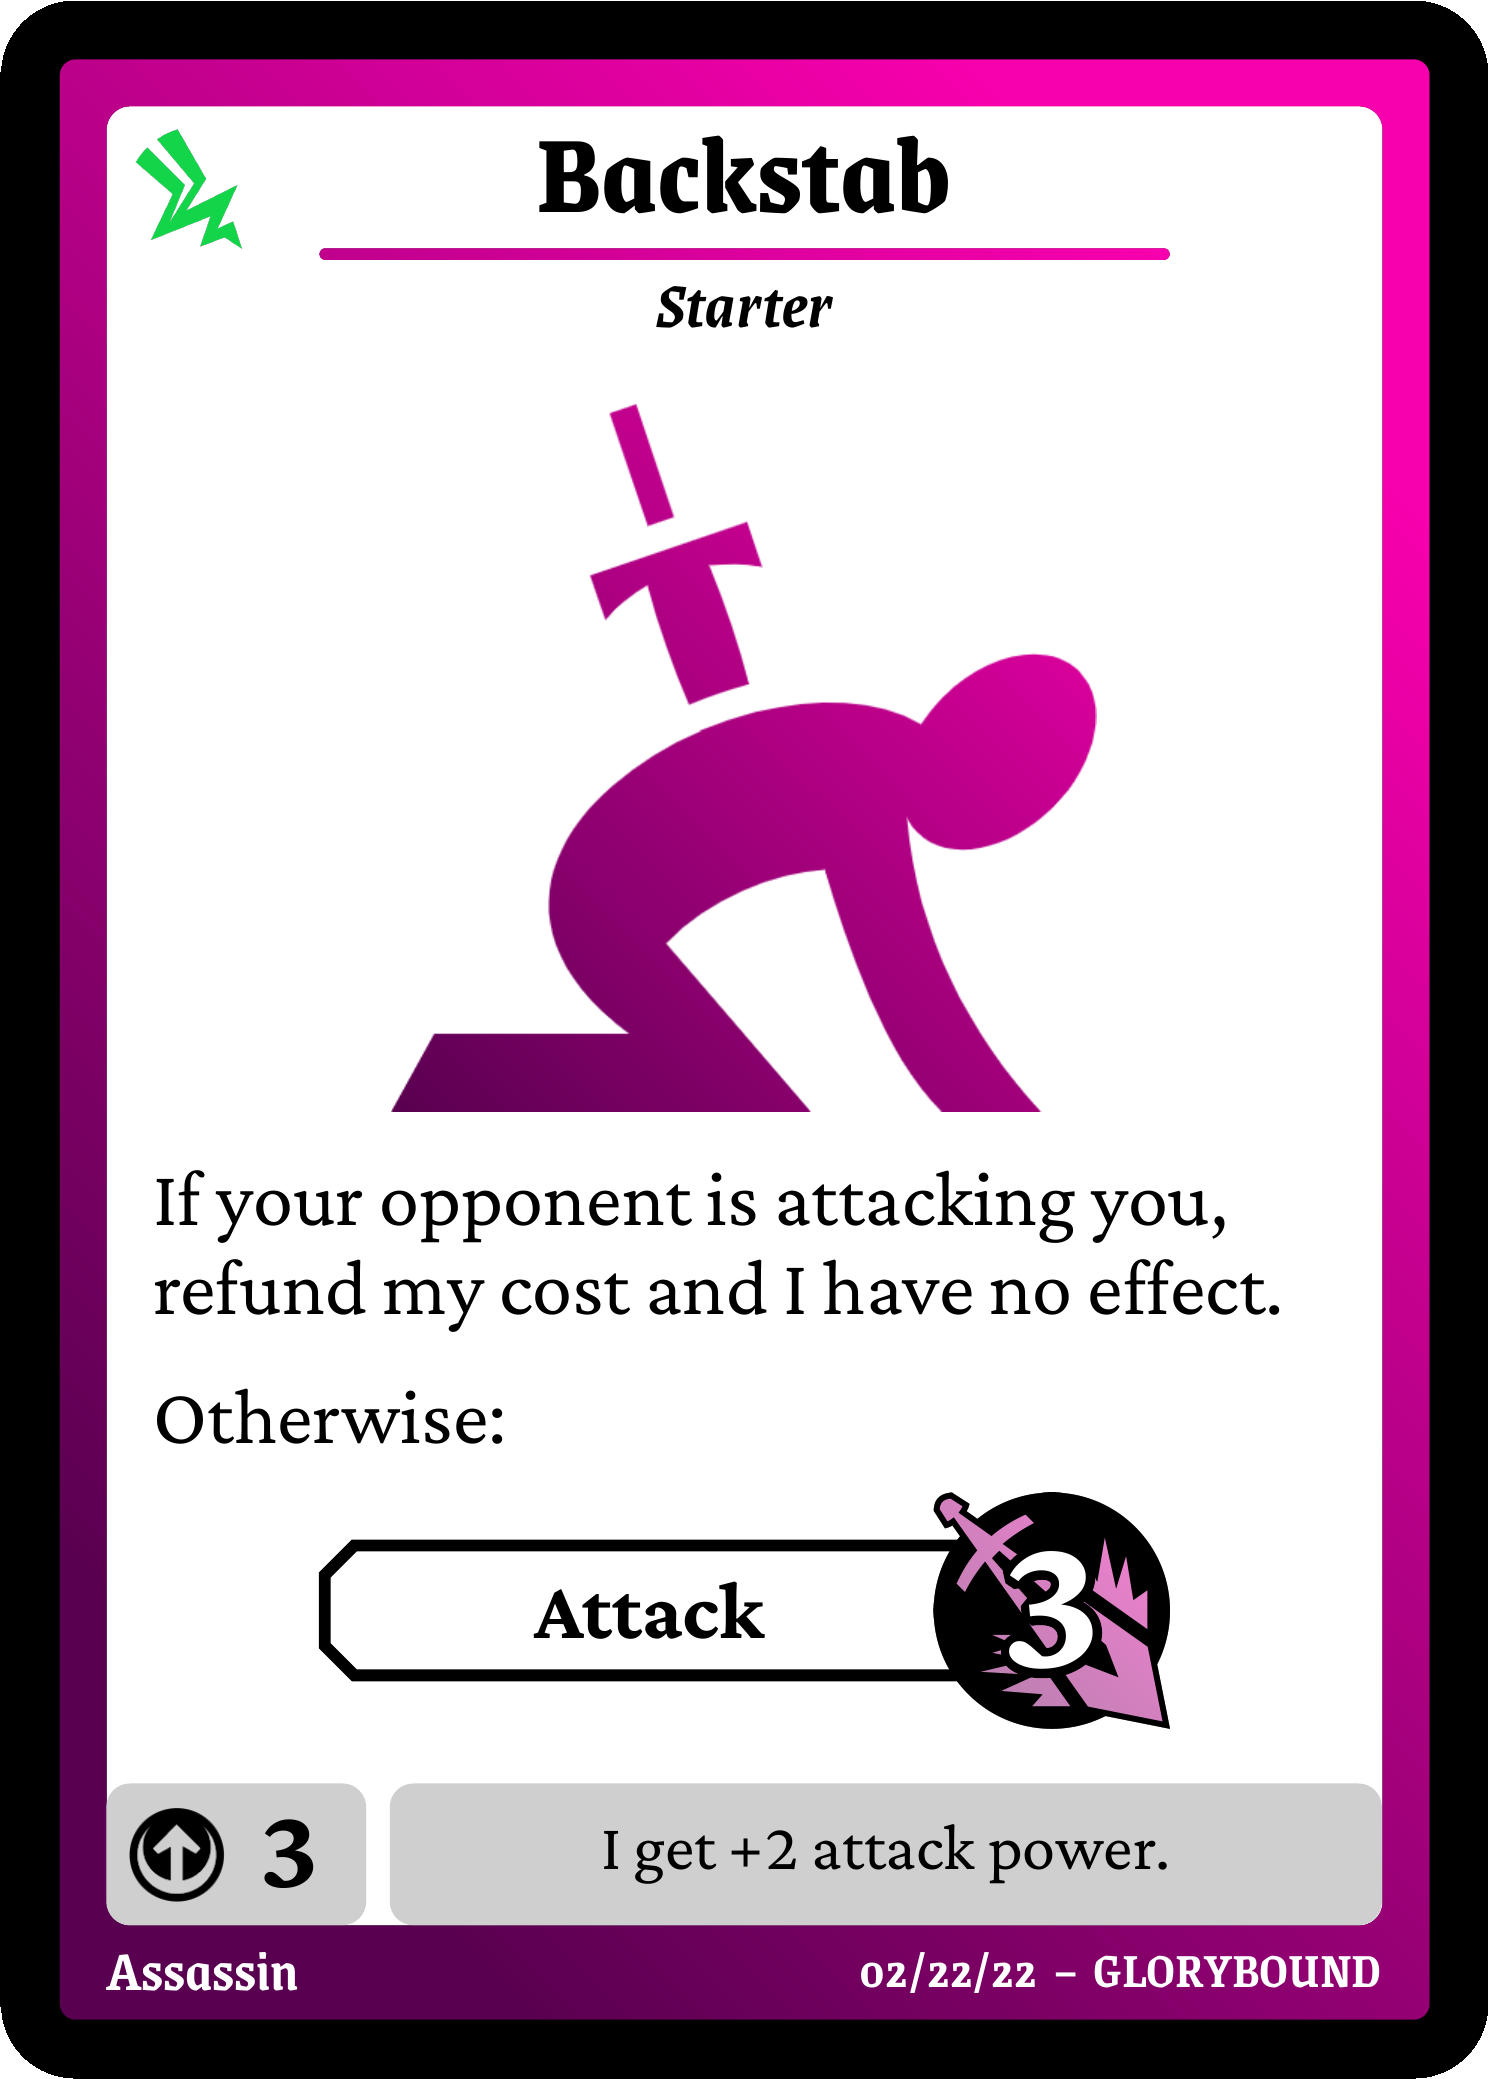 Backstab
Starter
If your opponent is attacking you,
refund my cost and I have no effect.
Otherwise:
Attack 3
3 I get +2 attack power.
Assassin 02/22/22 – GLORYBOUND